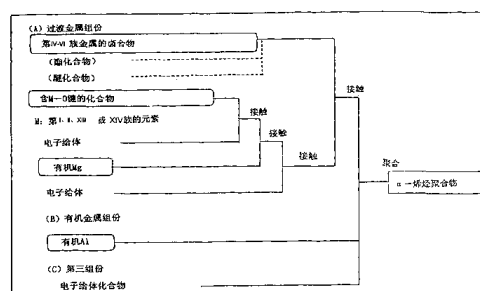 (A) 过渡金属组份
第IV-VI 族金属的卤合物
(酯化合物)
(醚化合物)
接触
含M-O键的化合物
M: 第I、II、XIII 或 XIV族的元素
接触
接触
电子给体
接触
聚合
有机Mg
α-烯烃聚合物
电子给体
(B) 有机金属组份
有机Al
(C) 第三组份
电子给体化合物